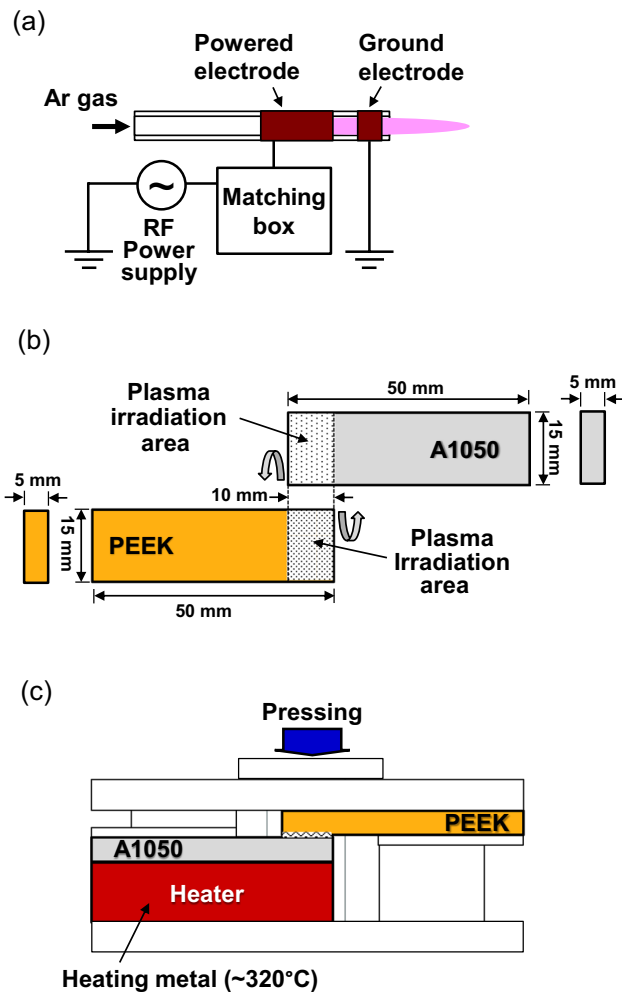 (a)
Powered
electrode
Ground
electrode
Ar gas
~
Matching
box
RF
Power
supply
(b)
Plasma
irradiation
area
50 mm
5 mm
A1050
15 mm
5 mm
10 mm
15 mm
PEEK
Plasma
Irradiation
area
50 mm
(c)
Pressing
PEEK
A1050
Heater
Heating metal (~320°C)